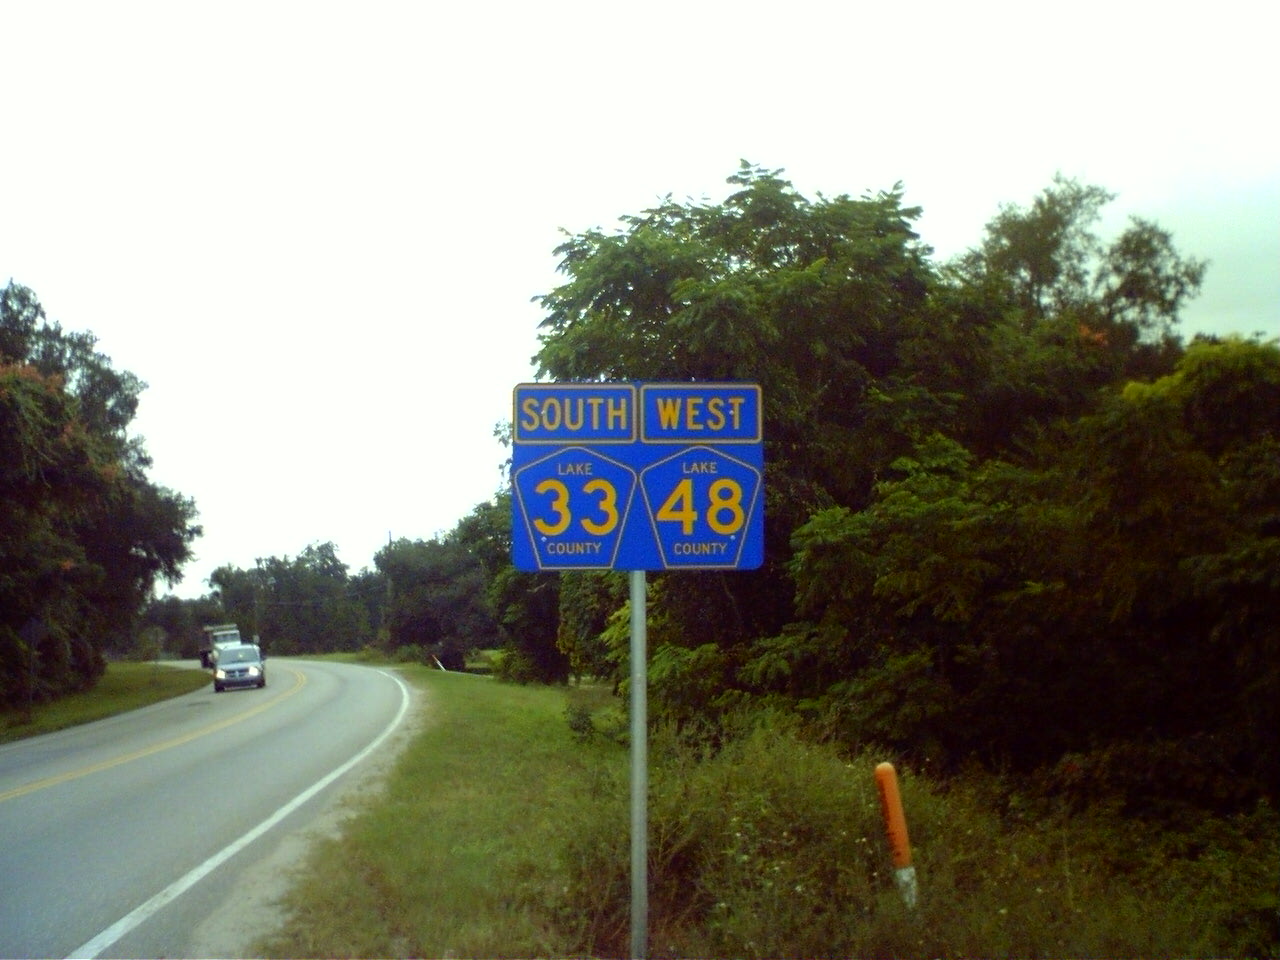 SOUTH WEST
LAKE LAKE
33 48
COUNTY COUNTY